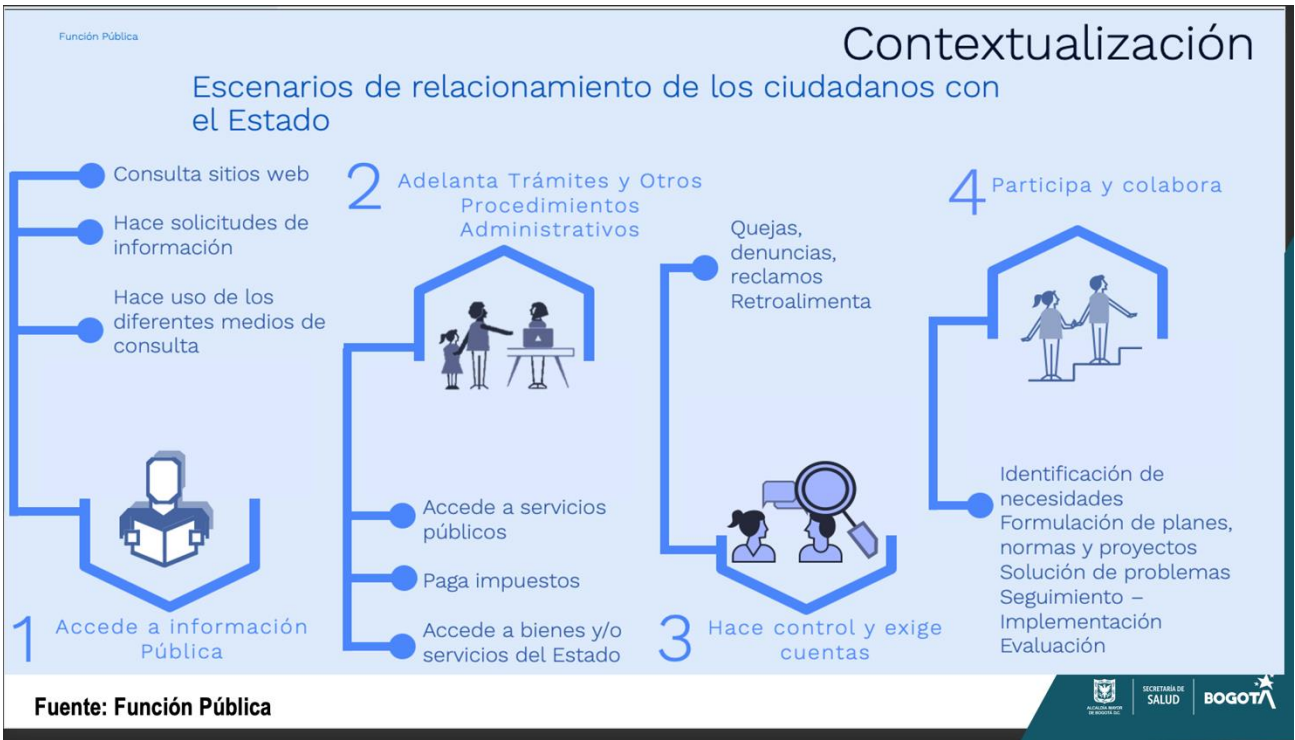 Función Pública
Contextualización
Escenarios de relacionamiento de los ciudadanos con
el Estado
Consulta sitios web
Hace solicitudes de
información
Hace uso de los
diferentes medios de
consulta
1
Accede a información
Pública
2
Adelanta Trámites y Otros
Procedimientos
Administrativos
Accede a servicios
públicos
Paga impuestos
Accede a bienes y/o
servicios del Estado
Quejas,
denuncias,
reclamos
Retroalimenta
3
Hace control y exige
cuentas
4
Participa y colabora
Identificación de
necesidades
Formulación de planes,
normas y proyectos
Solución de problemas
Seguimiento –
Implementación
Evaluación
Fuente: Función Pública
ALCALDÍA MAYOR
DE BOGOTÁ D.C.
SECRETARÍA DE
SALUD
BOGOTÁ